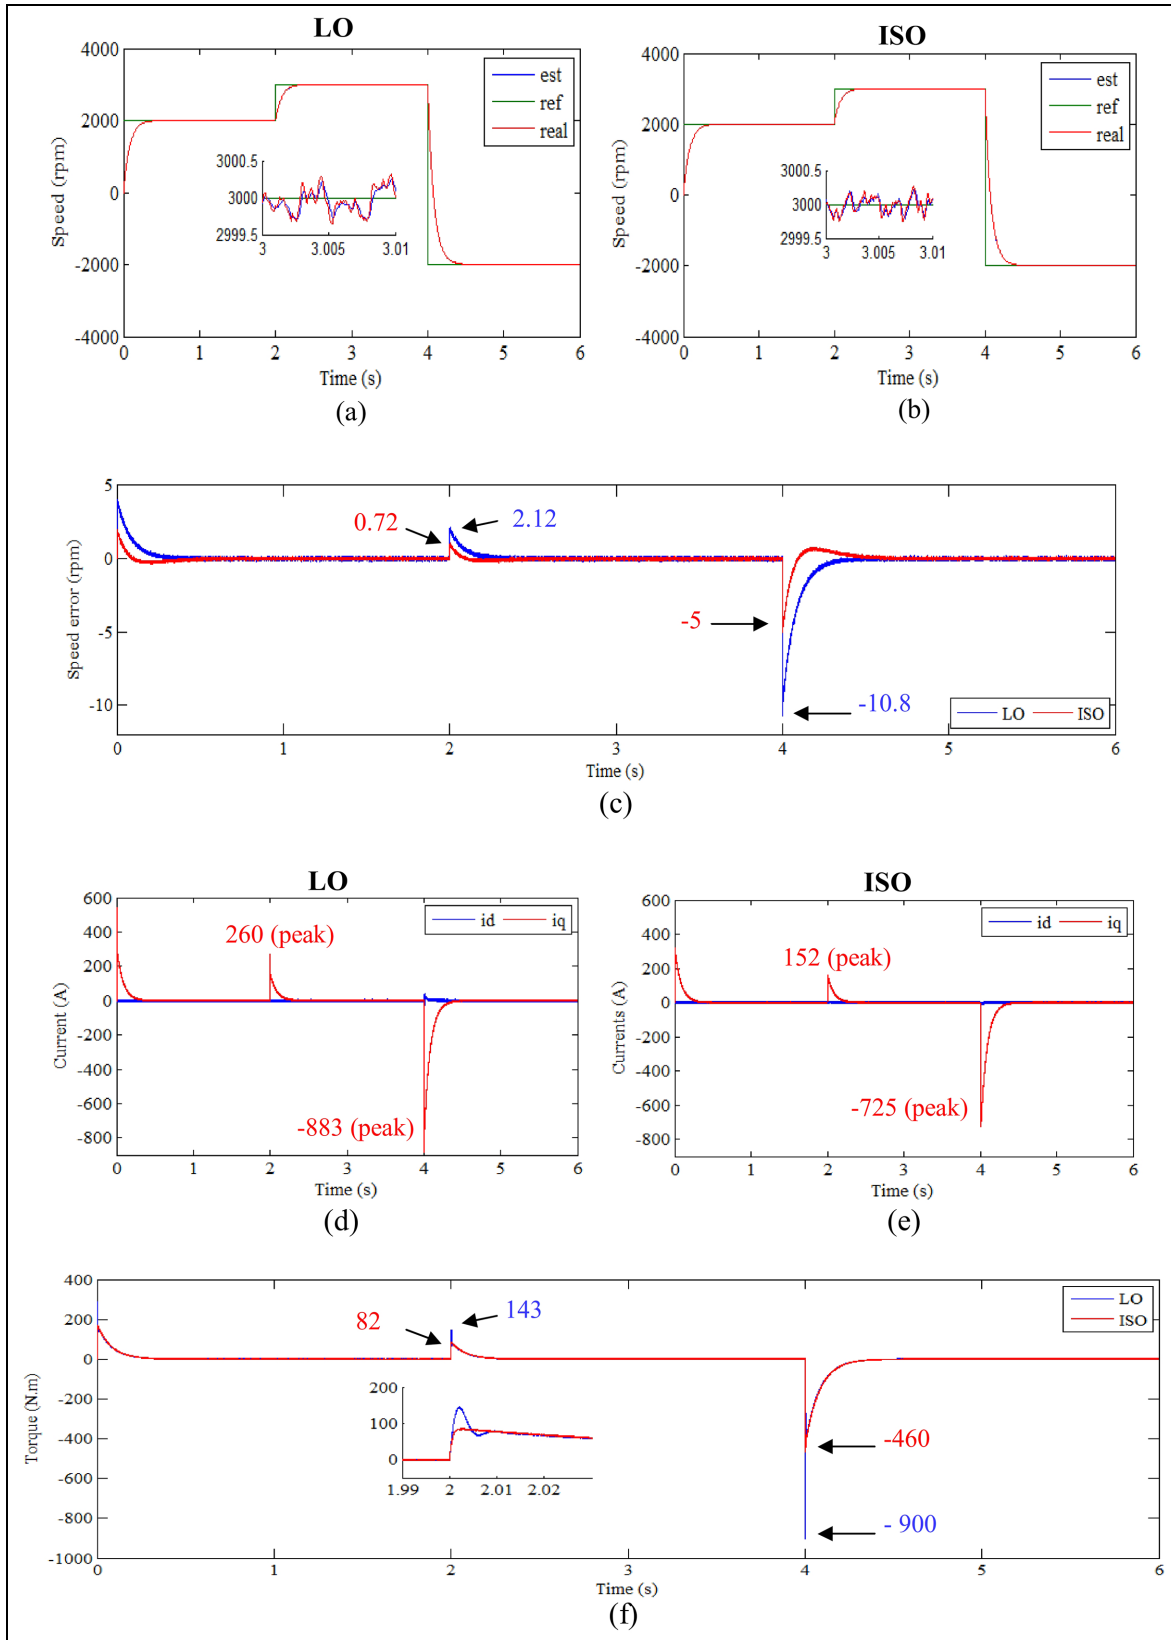 LO
4000
2000
0
-2000
-4000
Speed (rpm)
est
ref
real
3000.5
3000
2999.5
3 3.005 3.01
0 1 2 3 4 5 6
Time (s)
(a)
ISO
4000
2000
0
-2000
-4000
Speed (rpm)
est
ref
real
3000.5
3000
2999.5
3 3.005 3.01
0 1 2 3 4 5 6
Time (s)
(b)
5
0
-5
-10
Speed error (rpm)
0.72
2.12
-5
-10.8
LO ISO
0 1 2 3 4 5 6
Time (s)
(c)
LO
600
400
200
0
-200
-400
-600
-800
Current (A)
id iq
260 (peak)
-883 (peak)
0 1 2 3 4 5 6
Time (s)
(d)
ISO
600
400
200
0
-200
-400
-600
-800
Currents (A)
id iq
152 (peak)
-725 (peak)
0 1 2 3 4 5 6
Time (s)
(e)
400
200
0
-200
-400
-600
-800
-1000
Torque (N.m)
LO
ISO
82
143
200
100
0
1.99 2 2.01 2.02
-460
- 900
0 1 2 3 4 5 6
Time (s)
(f)